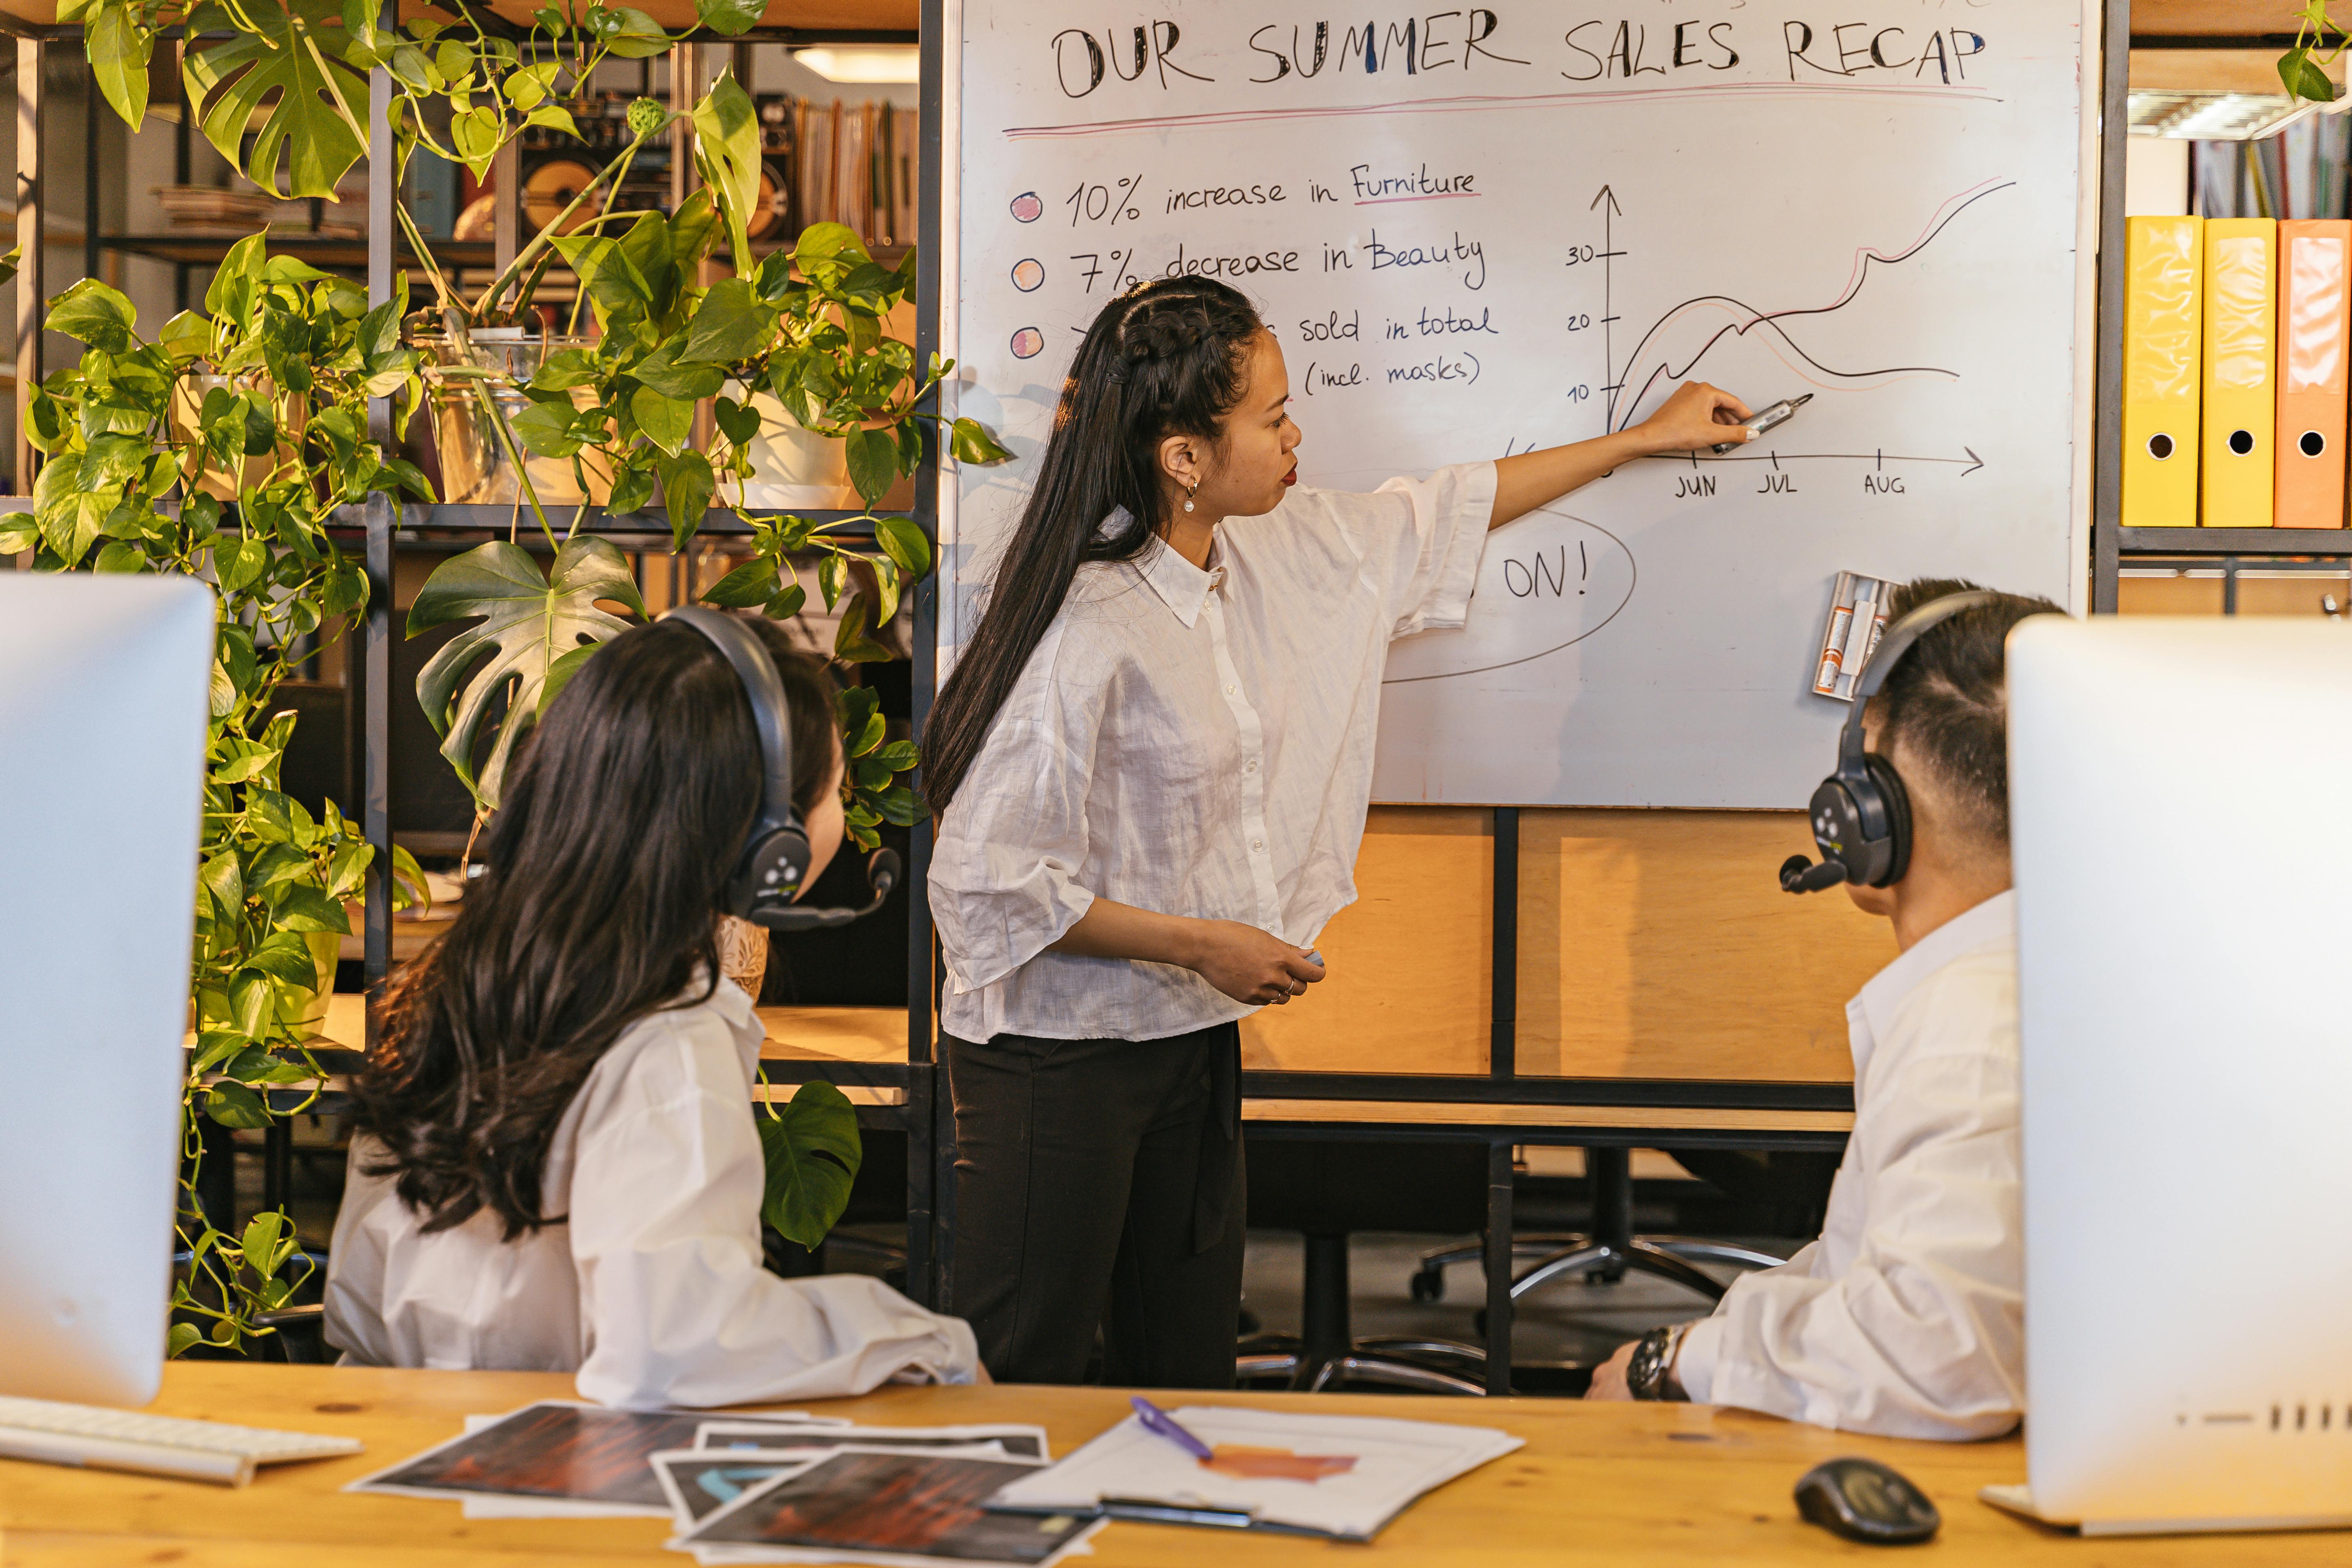 OUR SUMMER SALES RECAP
10% increase in Furniture
7% decrease in Beauty
sold in total
(incl. masks)
30
20
10
JUN JUL AUG
ON!